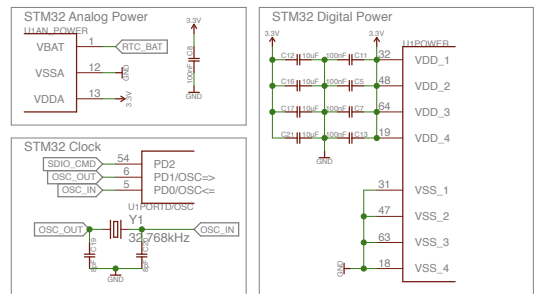 STM32 Analog Power
U1AN_POWER
VBAT
1
RTC_BAT
VSSA
12
GND
VDDA
13
3.3V
3.3V
C8
100nF
GND
STM32 Clock
SDIO_CMD
54
PD2
OSC_OUT
6
PD1/OSC=>
OSC_IN
5
PD0/OSC<=
U1PORTD/OSC
Y1
32.768kHz
OSC_OUT
OSC_IN
C19
8pF
8pF
GND
STM32 Digital Power
3.3V
3.3V
U1POWER
C12 10uF 100nF C11 32 VDD_1
C16 10uF 100nF C5 48 VDD_2
C17 10uF 100nF C7 64 VDD_3
C21 10uF 100nF C13 19 VDD_4
GND
31 VSS_1
47 VSS_2
63 VSS_3
GND
18 VSS_4